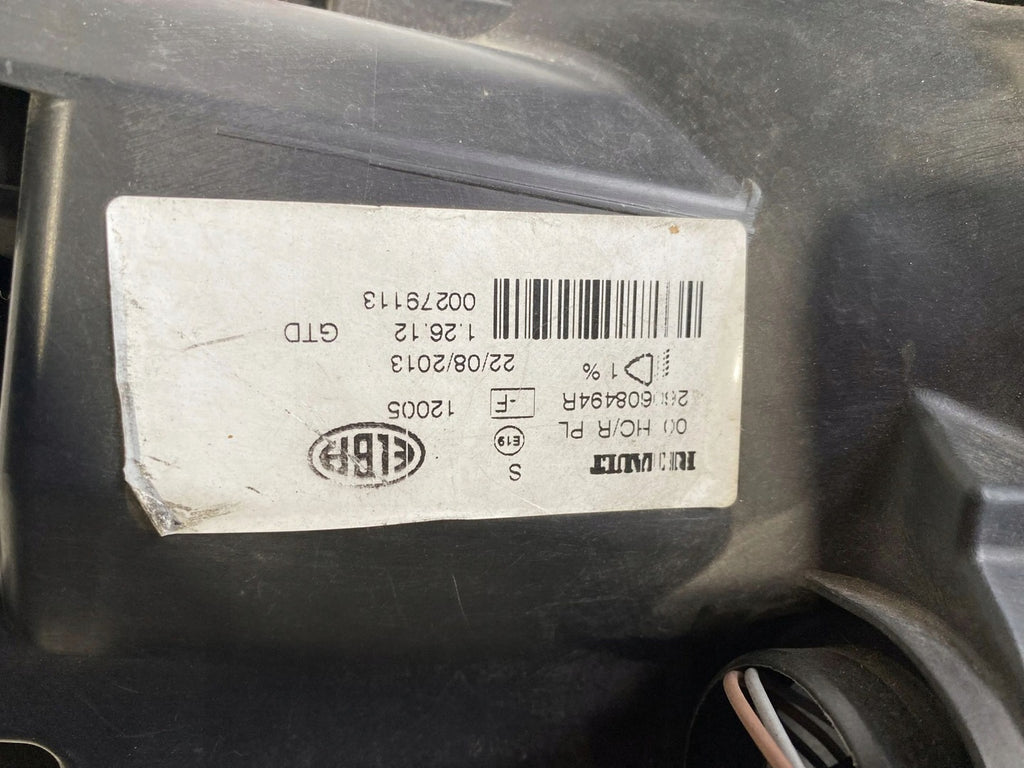 RENAULT S
00 HC/R PL E19 ELBA
260608494R -F 12005
1 % 22/08/2013
1.26.12 GTD
00279113